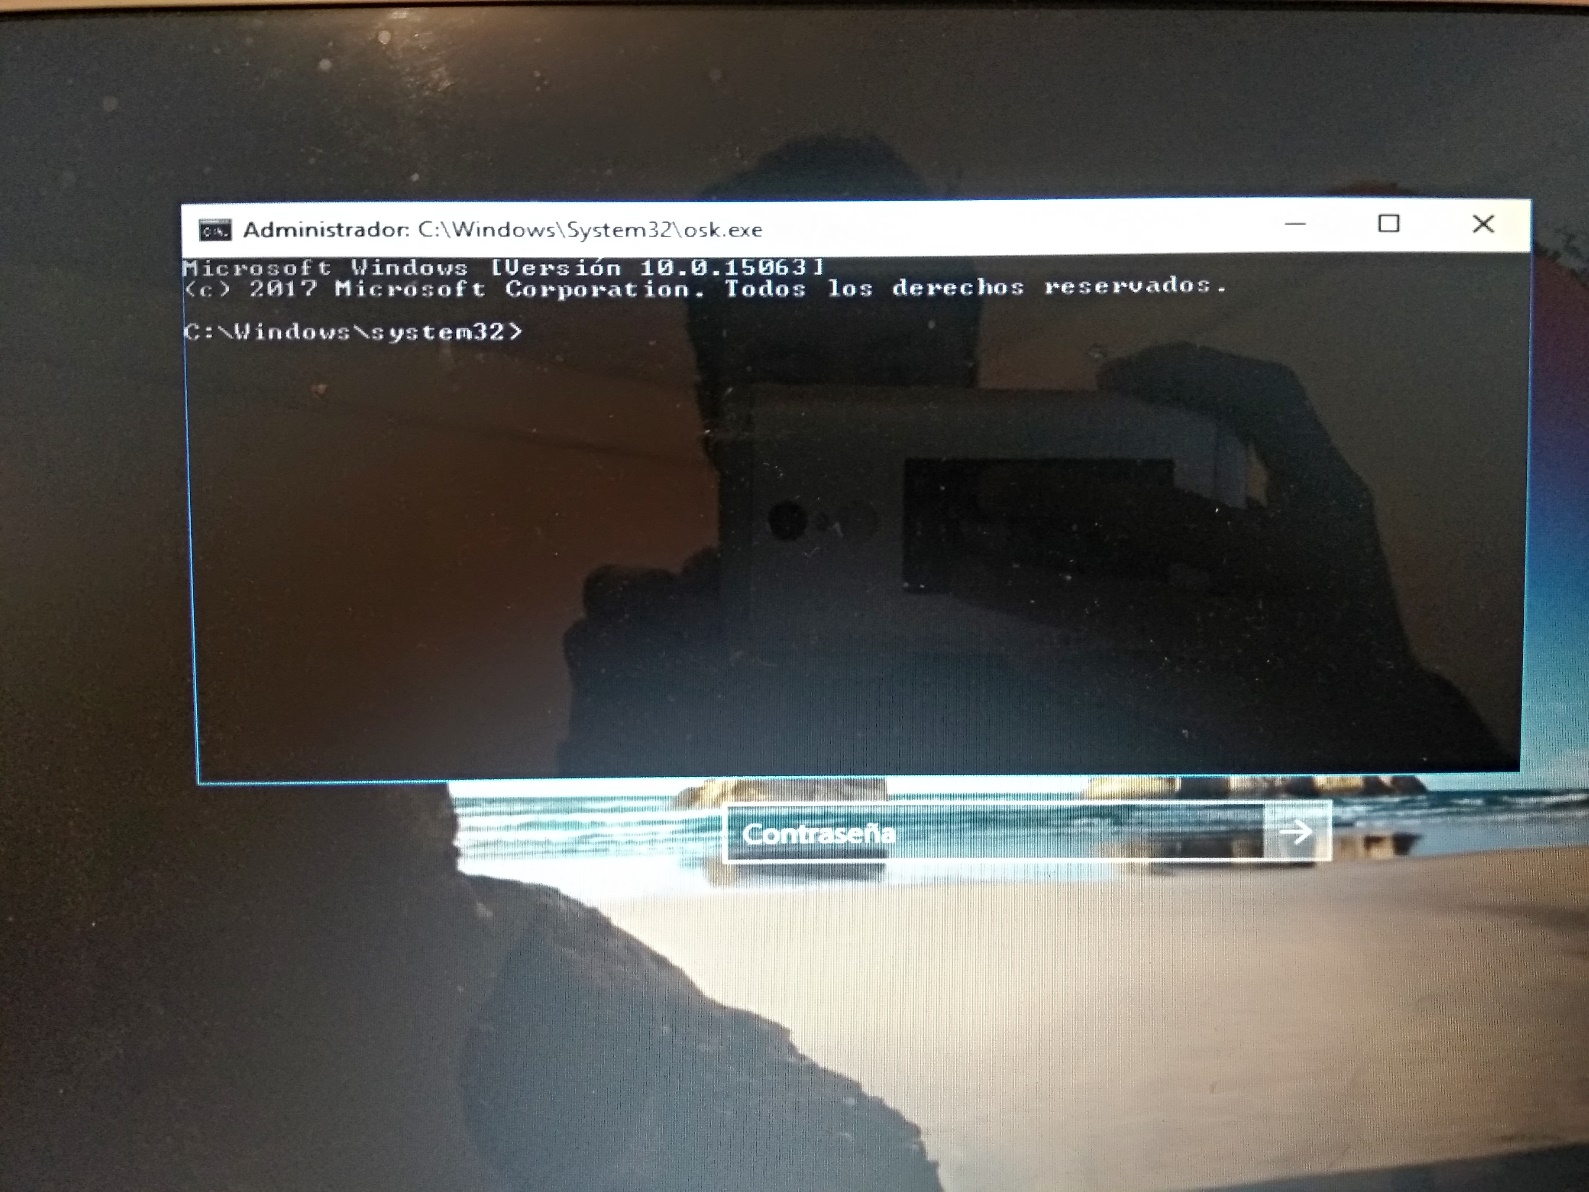 Administrador: C:\Windows\System32\osk.exe
Microsoft Windows [Versión 10.0.15063]
(c) 2017 Microsoft Corporation. Todos los derechos reservados.
C:\Windows\system32>
Contraseña